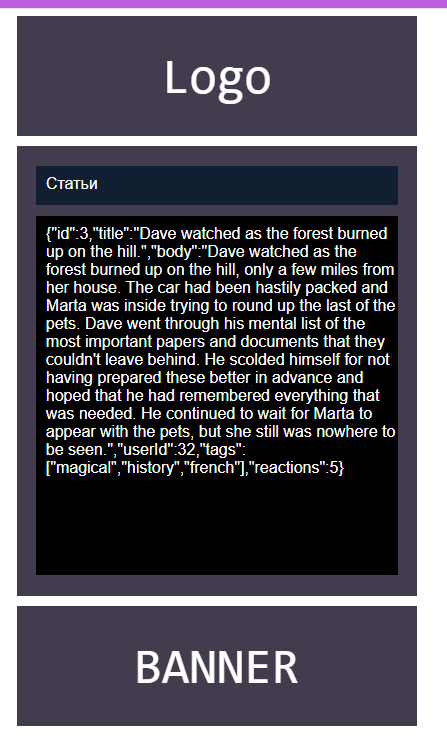 Logo
Статьи
{"id":3,"title":"Dave watched as the forest burned
up on the hill.","body":"Dave watched as the
forest burned up on the hill, only a few miles from
her house. The car had been hastily packed and
Marta was inside trying to round up the last of the
pets. Dave went through his mental list of the
most important papers and documents that they
couldn't leave behind. He scolded himself for not
having prepared these better in advance and
hoped that he had remembered everything that
was needed. He continued to wait for Marta to
appear with the pets, but she still was nowhere to
be seen.","userId":32,"tags":
["magical","history","french"],"reactions":5}
BANNER